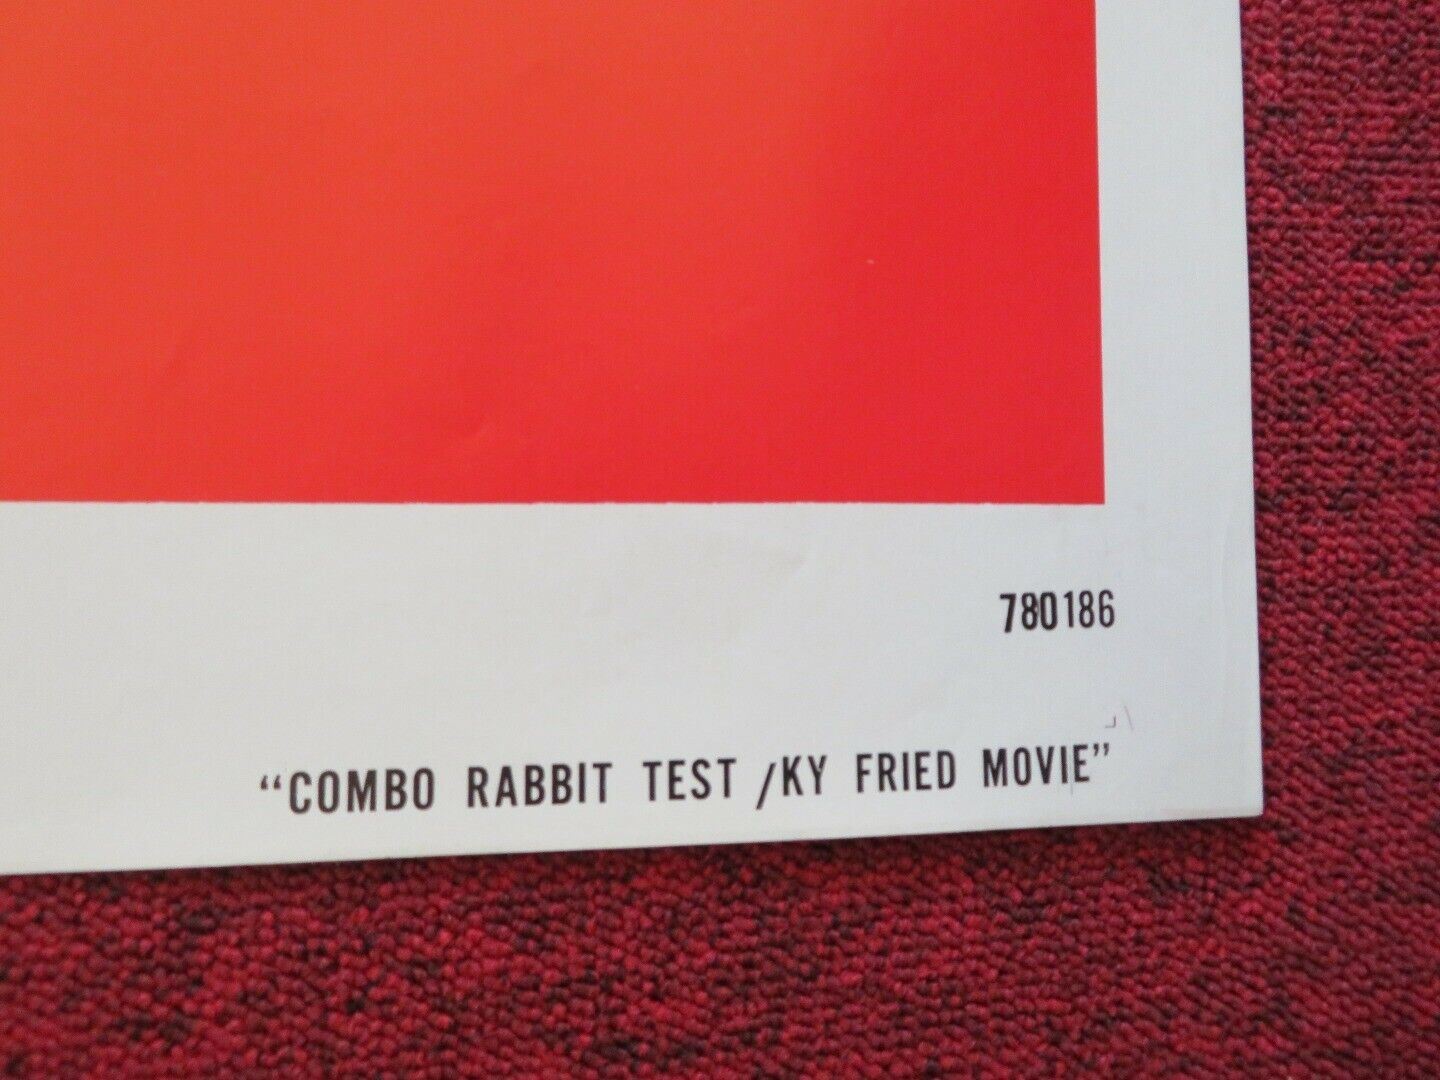 780186
“COMBO RABBIT TEST /KY FRIED MOVIE”